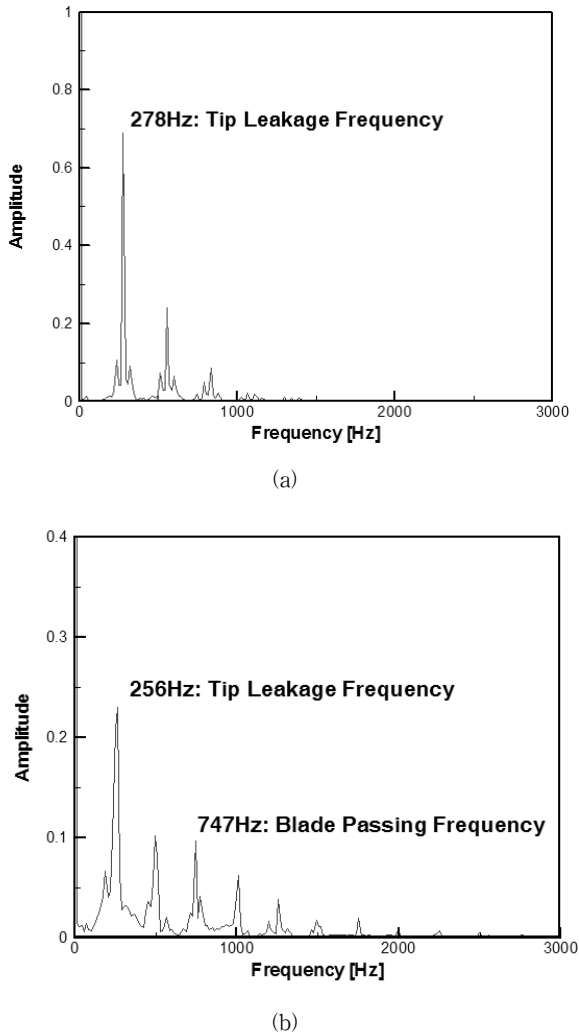 1
278Hz: Tip Leakage Frequency
0.8
0.6
Amplitude
0.4
0.2
0
0 1000 2000 3000
Frequency [Hz]
(a)
0.4
0.3
256Hz: Tip Leakage Frequency
Amplitude
0.2
747Hz: Blade Passing Frequency
0.1
0
0 1000 2000 3000
Frequency [Hz]
(b)